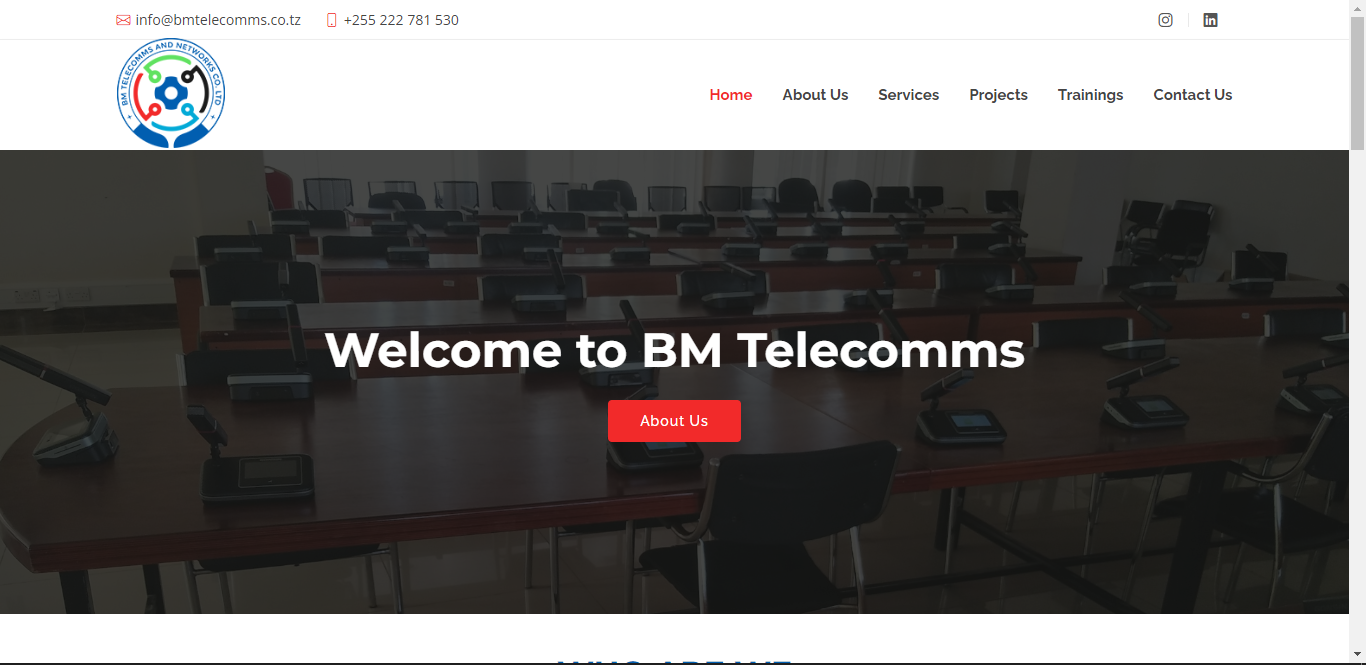 info@bmtelecomms.co.tz
+255 222 781 530
BM TELECOMMS AND NETWORKS CO. LTD
Home
About Us
Services
Projects
Trainings
Contact Us
Welcome to BM Telecomms
About Us